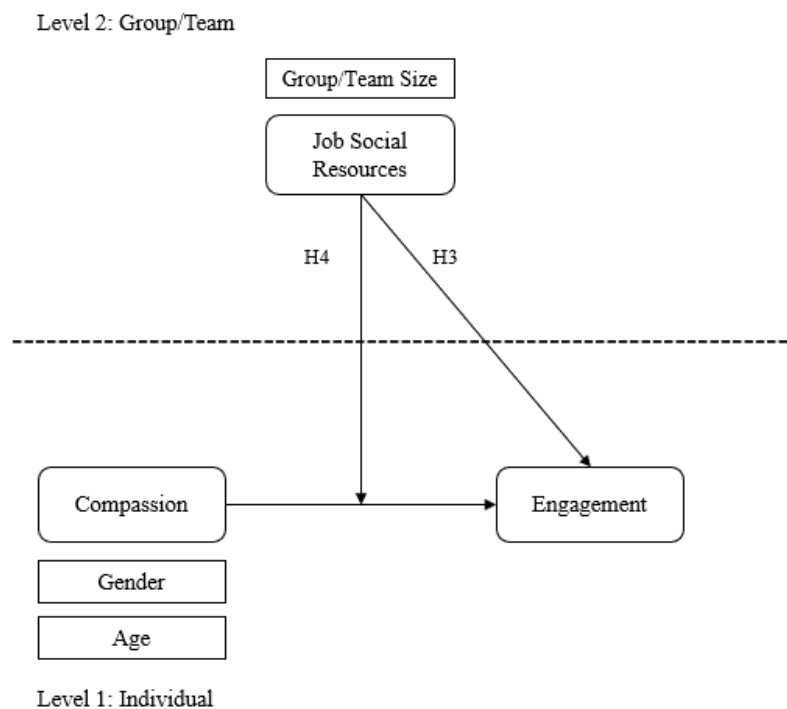 Level 2: Group/Team
Group/Team Size
Job Social
Resources
H4
H3
Compassion
Engagement
Gender
Age
Level 1: Individual